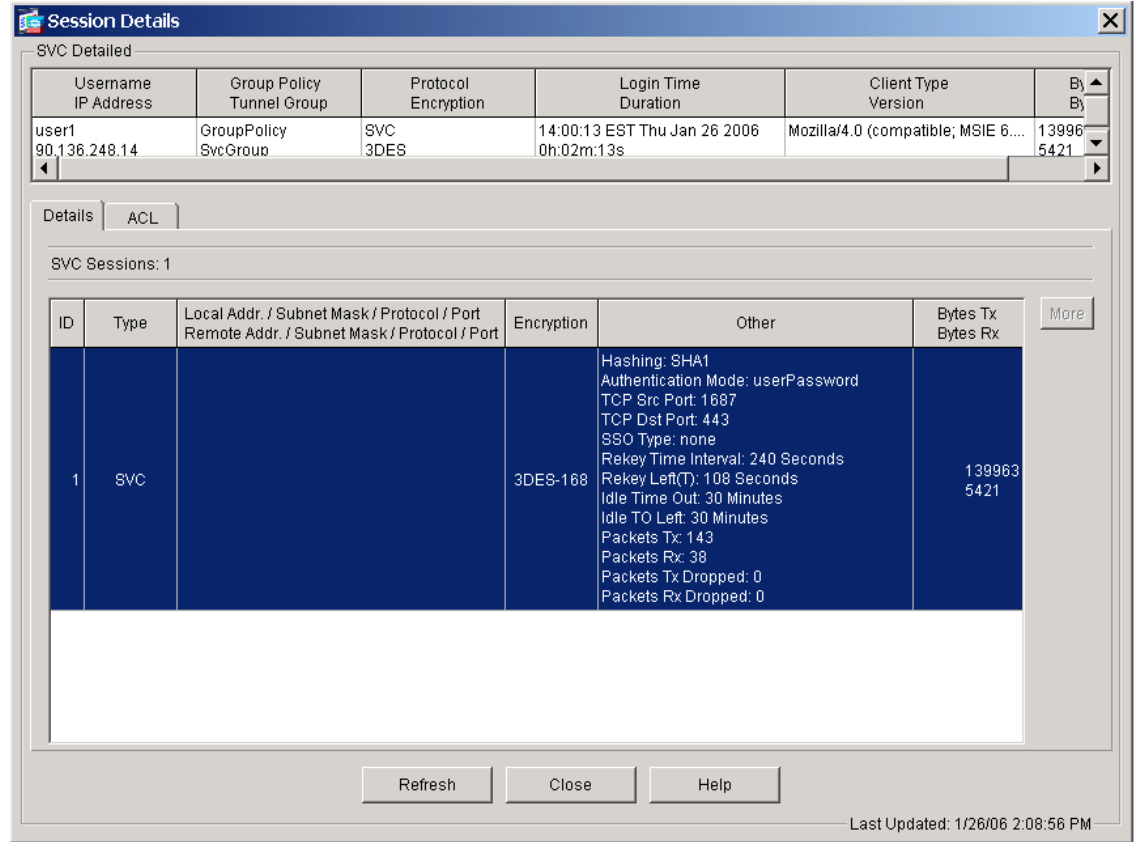 Session Details
SVC Detailed
Username Group Policy Protocol Login Time Client Type By
IP Address Tunnel Group Encryption Duration Version By
user1 GroupPolicy SVC 14:00:13 EST Thu Jan 26 2006 Mozilla/4.0 (compatible; MSIE 6.... 13996
90.136.248.14 SvcGroup 3DES 0h:02m:13s 5421
Details ACL
SVC Sessions: 1
ID Type Local Addr. / Subnet Mask / Protocol / Port Encryption Other Bytes Tx More
Remote Addr. / Subnet Mask / Protocol / Port Bytes Rx
Hashing: SHA1
Authentication Mode: userPassword
TCP Src Port: 1687
TCP Dst Port: 443
SSO Type: none
Rekey Time Interval: 240 Seconds
1 SVC 3DES-168 Rekey Left(T): 108 Seconds 139963
Idle Time Out: 30 Minutes 5421
Idle TO Left: 30 Minutes
Packets Tx: 143
Packets Rx: 38
Packets Tx Dropped: 0
Packets Rx Dropped: 0
Refresh Close Help
Last Updated: 1/26/06 2:08:56 PM